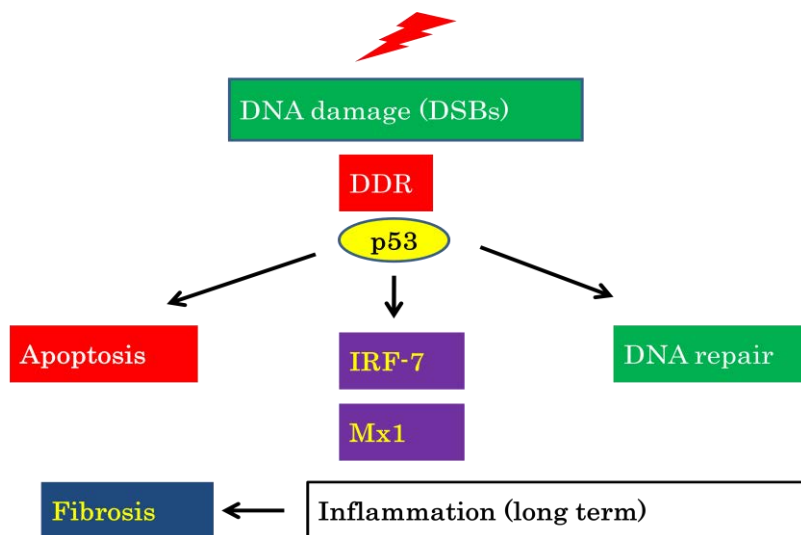 DNA damage (DSBs)
DDR
p53
Apoptosis
IRF-7
DNA repair
Mx1
Fibrosis
Inflammation (long term)